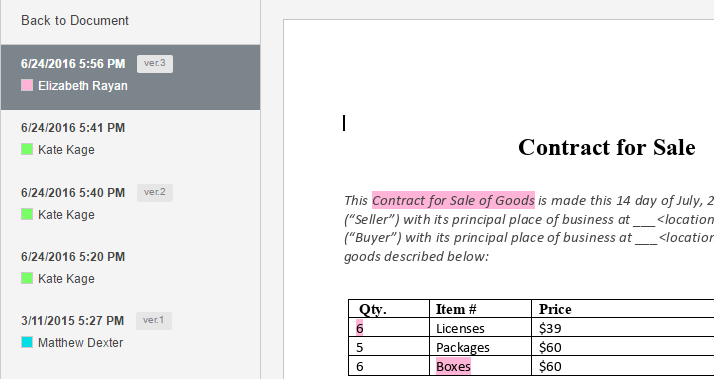 Back to Document
6/24/2016 5:56 PM ver.3
Elizabeth Rayan
6/24/2016 5:41 PM
Kate Kage
6/24/2016 5:40 PM ver.2
Kate Kage
6/24/2016 5:20 PM
Kate Kage
3/11/2015 5:27 PM ver.1
Matthew Dexter
Contract for Sale
This Contract for Sale of Goods is made this 14 day of July, 2
(“Seller”) with its principal place of business at ___ <location
(“Buyer”) with its principal place of business at ___ <location
goods described below:
Qty. Item # Price
6 Licenses $39
5 Packages $60
6 Boxes $60